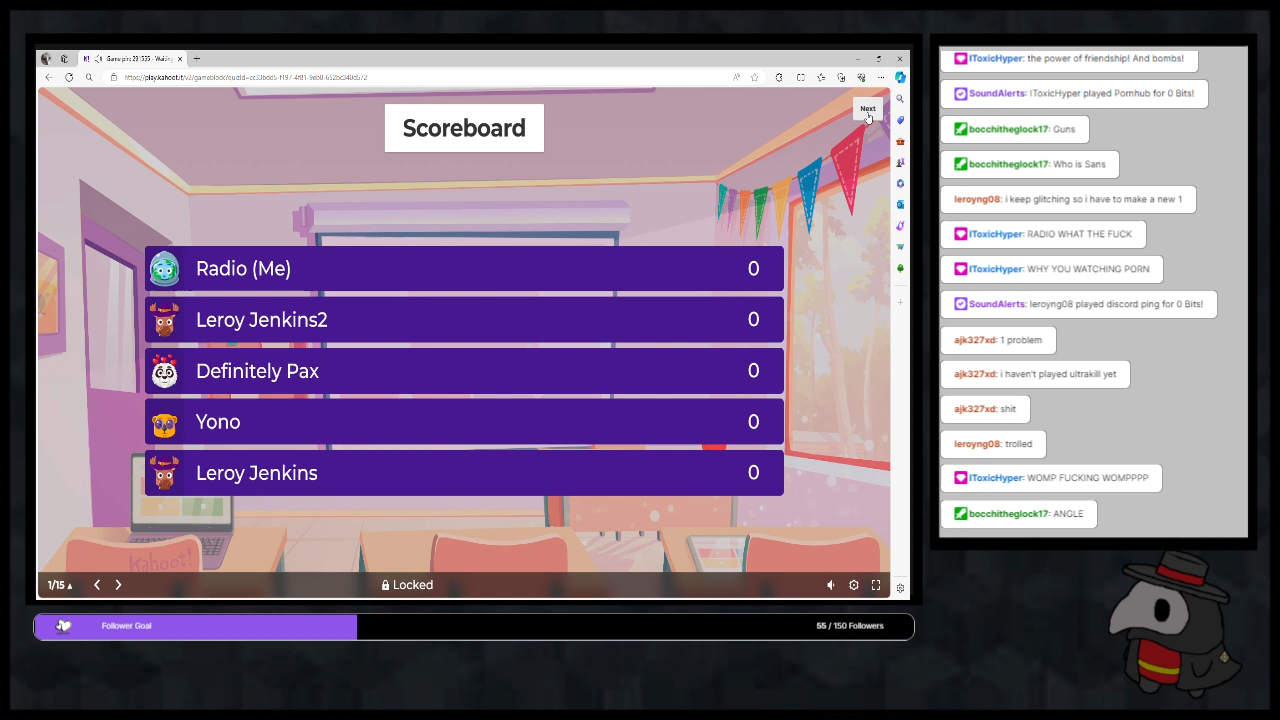 Scoreboard
Next
Radio (Me) 0
Leroy Jenkins2 0
Definitely Pax 0
Yono 0
Leroy Jenkins 0
Kahoot!
1/15
Locked
Follower Goal
55 / 150 Followers
IToxicHyper: the power of friendship! And bombs!
SoundAlerts: IToxicHyper played Pornhub for 0 Bits!
bocchitheglock17: Guns
bocchitheglock17: Who is Sans
leroyng08: i keep glitching so i have to make a new 1
IToxicHyper: RADIO WHAT THE FUCK
IToxicHyper: WHY YOU WATCHING PORN
SoundAlerts: leroyng08 played discord ping for 0 Bits!
ajk327xd: 1 problem
ajk327xd: i haven't played ultrakill yet
ajk327xd: shit
leroyng08: trolled
IToxicHyper: WOMP FUCKING WOMPPPP
bocchitheglock17: ANGLE